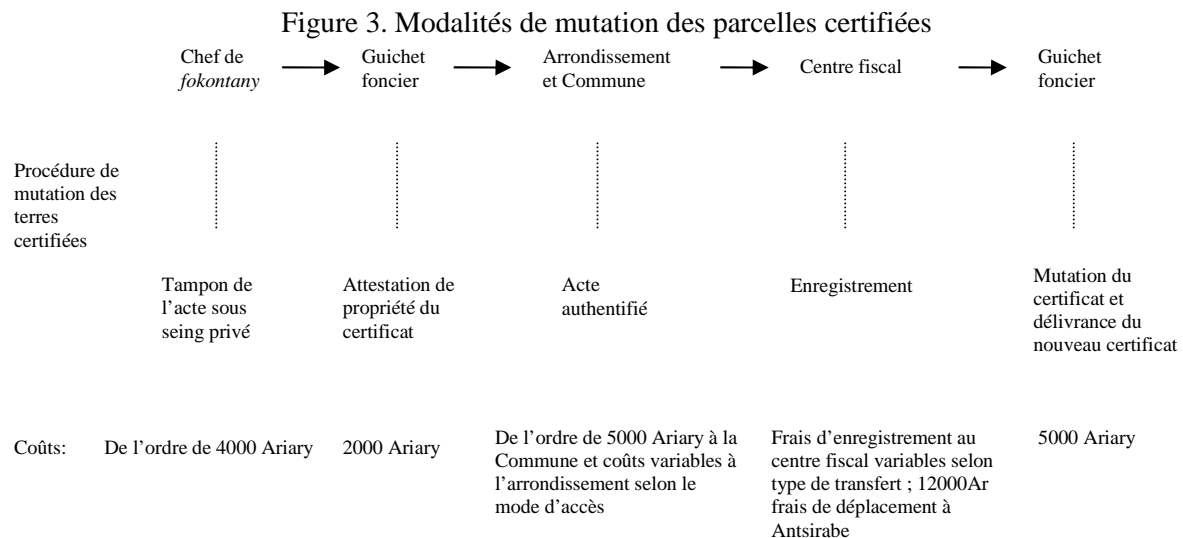 Figure 3. Modalités de mutation des parcelles certifiées
Chef de
fokontany
Guichet
foncier
Arrondissement
et Commune
Centre fiscal
Guichet
foncier
Procédure de
mutation des
terres
certifiées
Tampon de
l’acte sous
seing privé
Attestation de
propriété du
certificat
Acte
authentifié
Enregistrement
Mutation du
certificat et
délivrance du
nouveau certificat
Coûts:
De l’ordre de 4000 Ariary
2000 Ariary
De l’ordre de 5000 Ariary à la
Commune et coûts variables à
l’arrondissement selon le
mode d’accès
Frais d’enregistrement au
centre fiscal variables selon
type de transfert ; 12000Ar
frais de déplacement à
Antsirabe
5000 Ariary